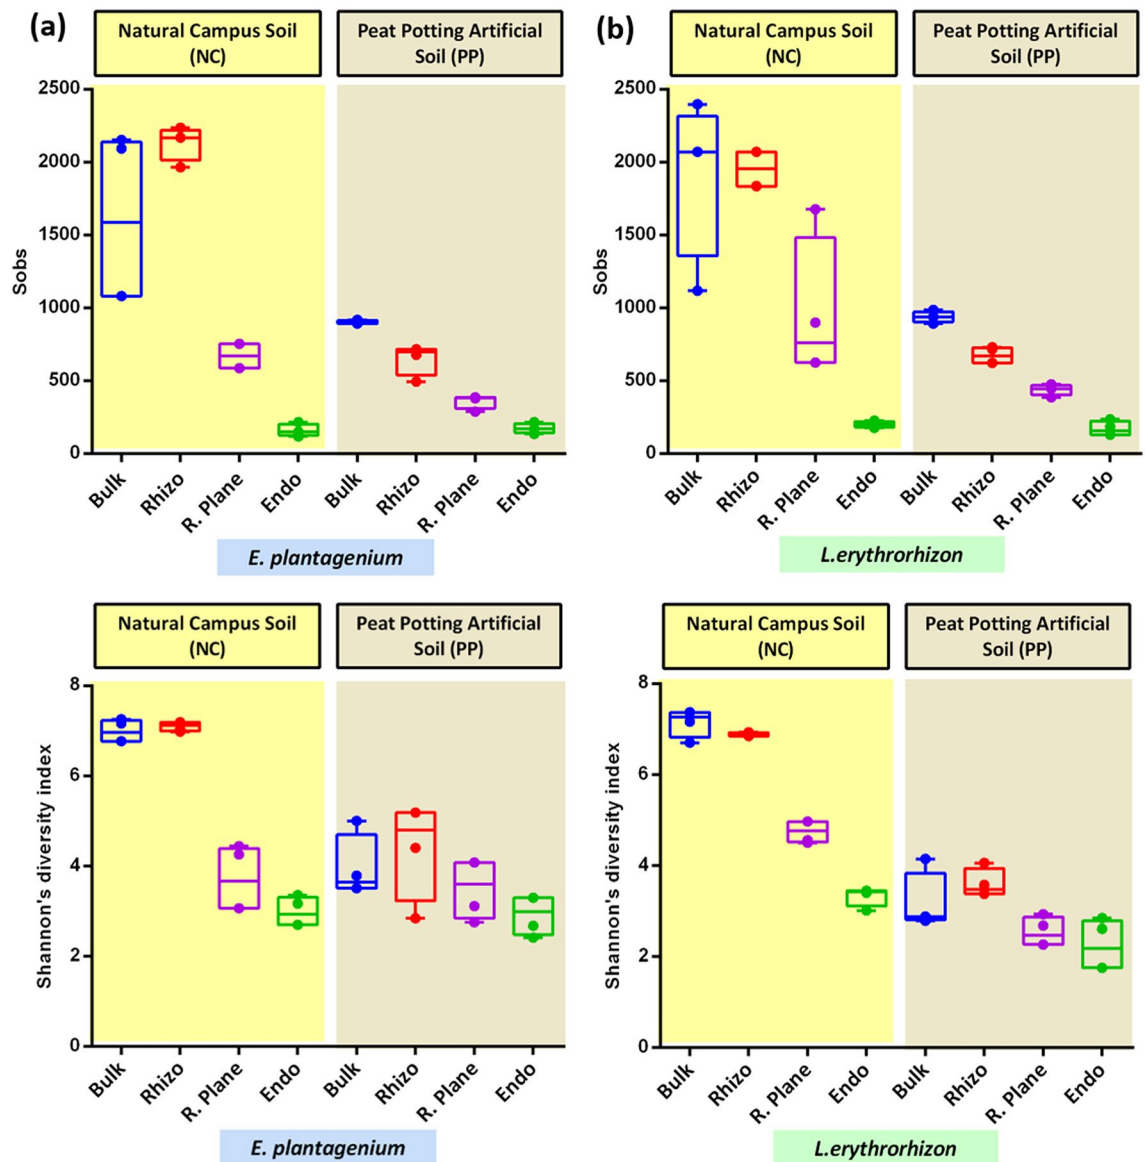 (a)
Natural Campus Soil
(NC)
Peat Potting Artificial
Soil (PP)
Sobs
2500
2000
1500
1000
500
0
Bulk
Rhizo
R. Plane
Endo
Bulk
Rhizo
R. Plane
Endo
E. plantagenium
(b)
Natural Campus Soil
(NC)
Peat Potting Artificial
Soil (PP)
Sobs
2500
2000
1500
1000
500
0
Bulk
Rhizo
R. Plane
Endo
Bulk
Rhizo
R. Plane
Endo
L.erythrorhizon
Natural Campus Soil
(NC)
Peat Potting Artificial
Soil (PP)
Shannon's diversity index
8
6
4
2
0
Bulk
Rhizo
R. Plane
Endo
Bulk
Rhizo
R. Plane
Endo
E. plantagenium
Natural Campus Soil
(NC)
Peat Potting Artificial
Soil (PP)
Shannon's diversity index
8
6
4
2
0
Bulk
Rhizo
R. Plane
Endo
Bulk
Rhizo
R. Plane
Endo
L.erythrorhizon